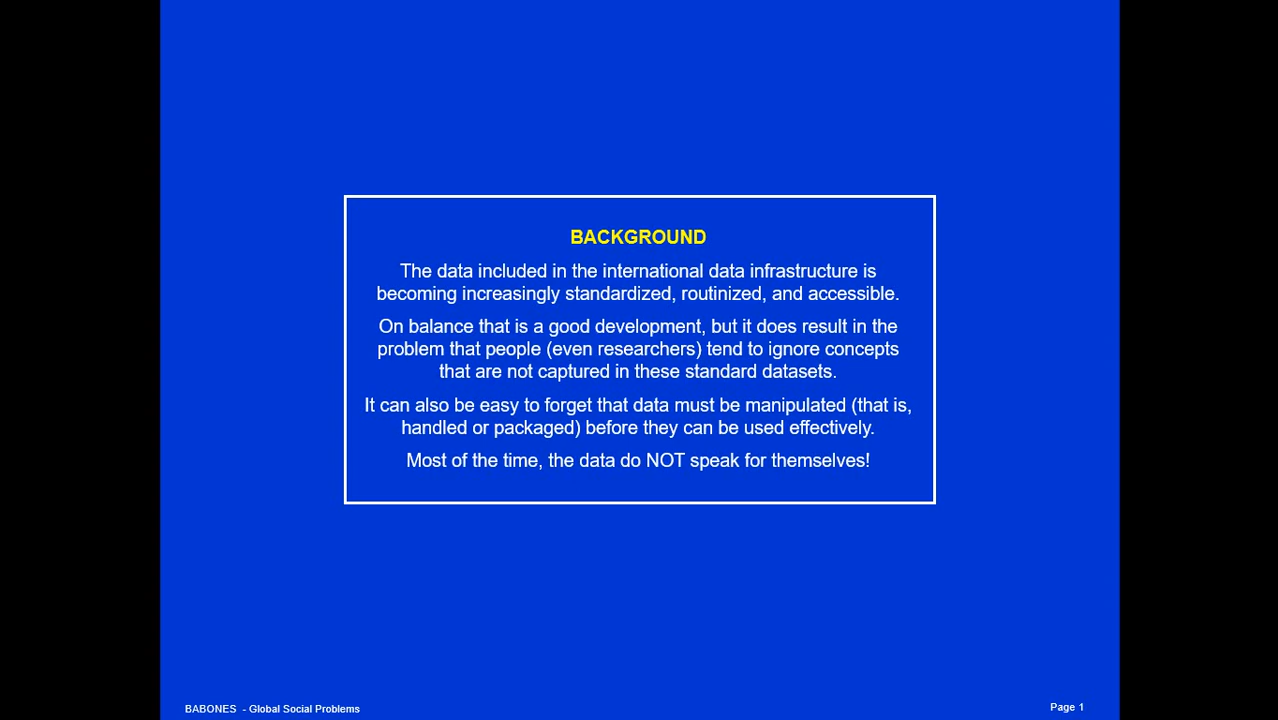 BACKGROUND
The data included in the international data infrastructure is
becoming increasingly standardized, routinized, and accessible.
On balance that is a good development, but it does result in the
problem that people (even researchers) tend to ignore concepts
that are not captured in these standard datasets.
It can also be easy to forget that data must be manipulated (that is,
handled or packaged) before they can be used effectively.
Most of the time, the data do NOT speak for themselves!
BABONES - Global Social Problems
Page 1